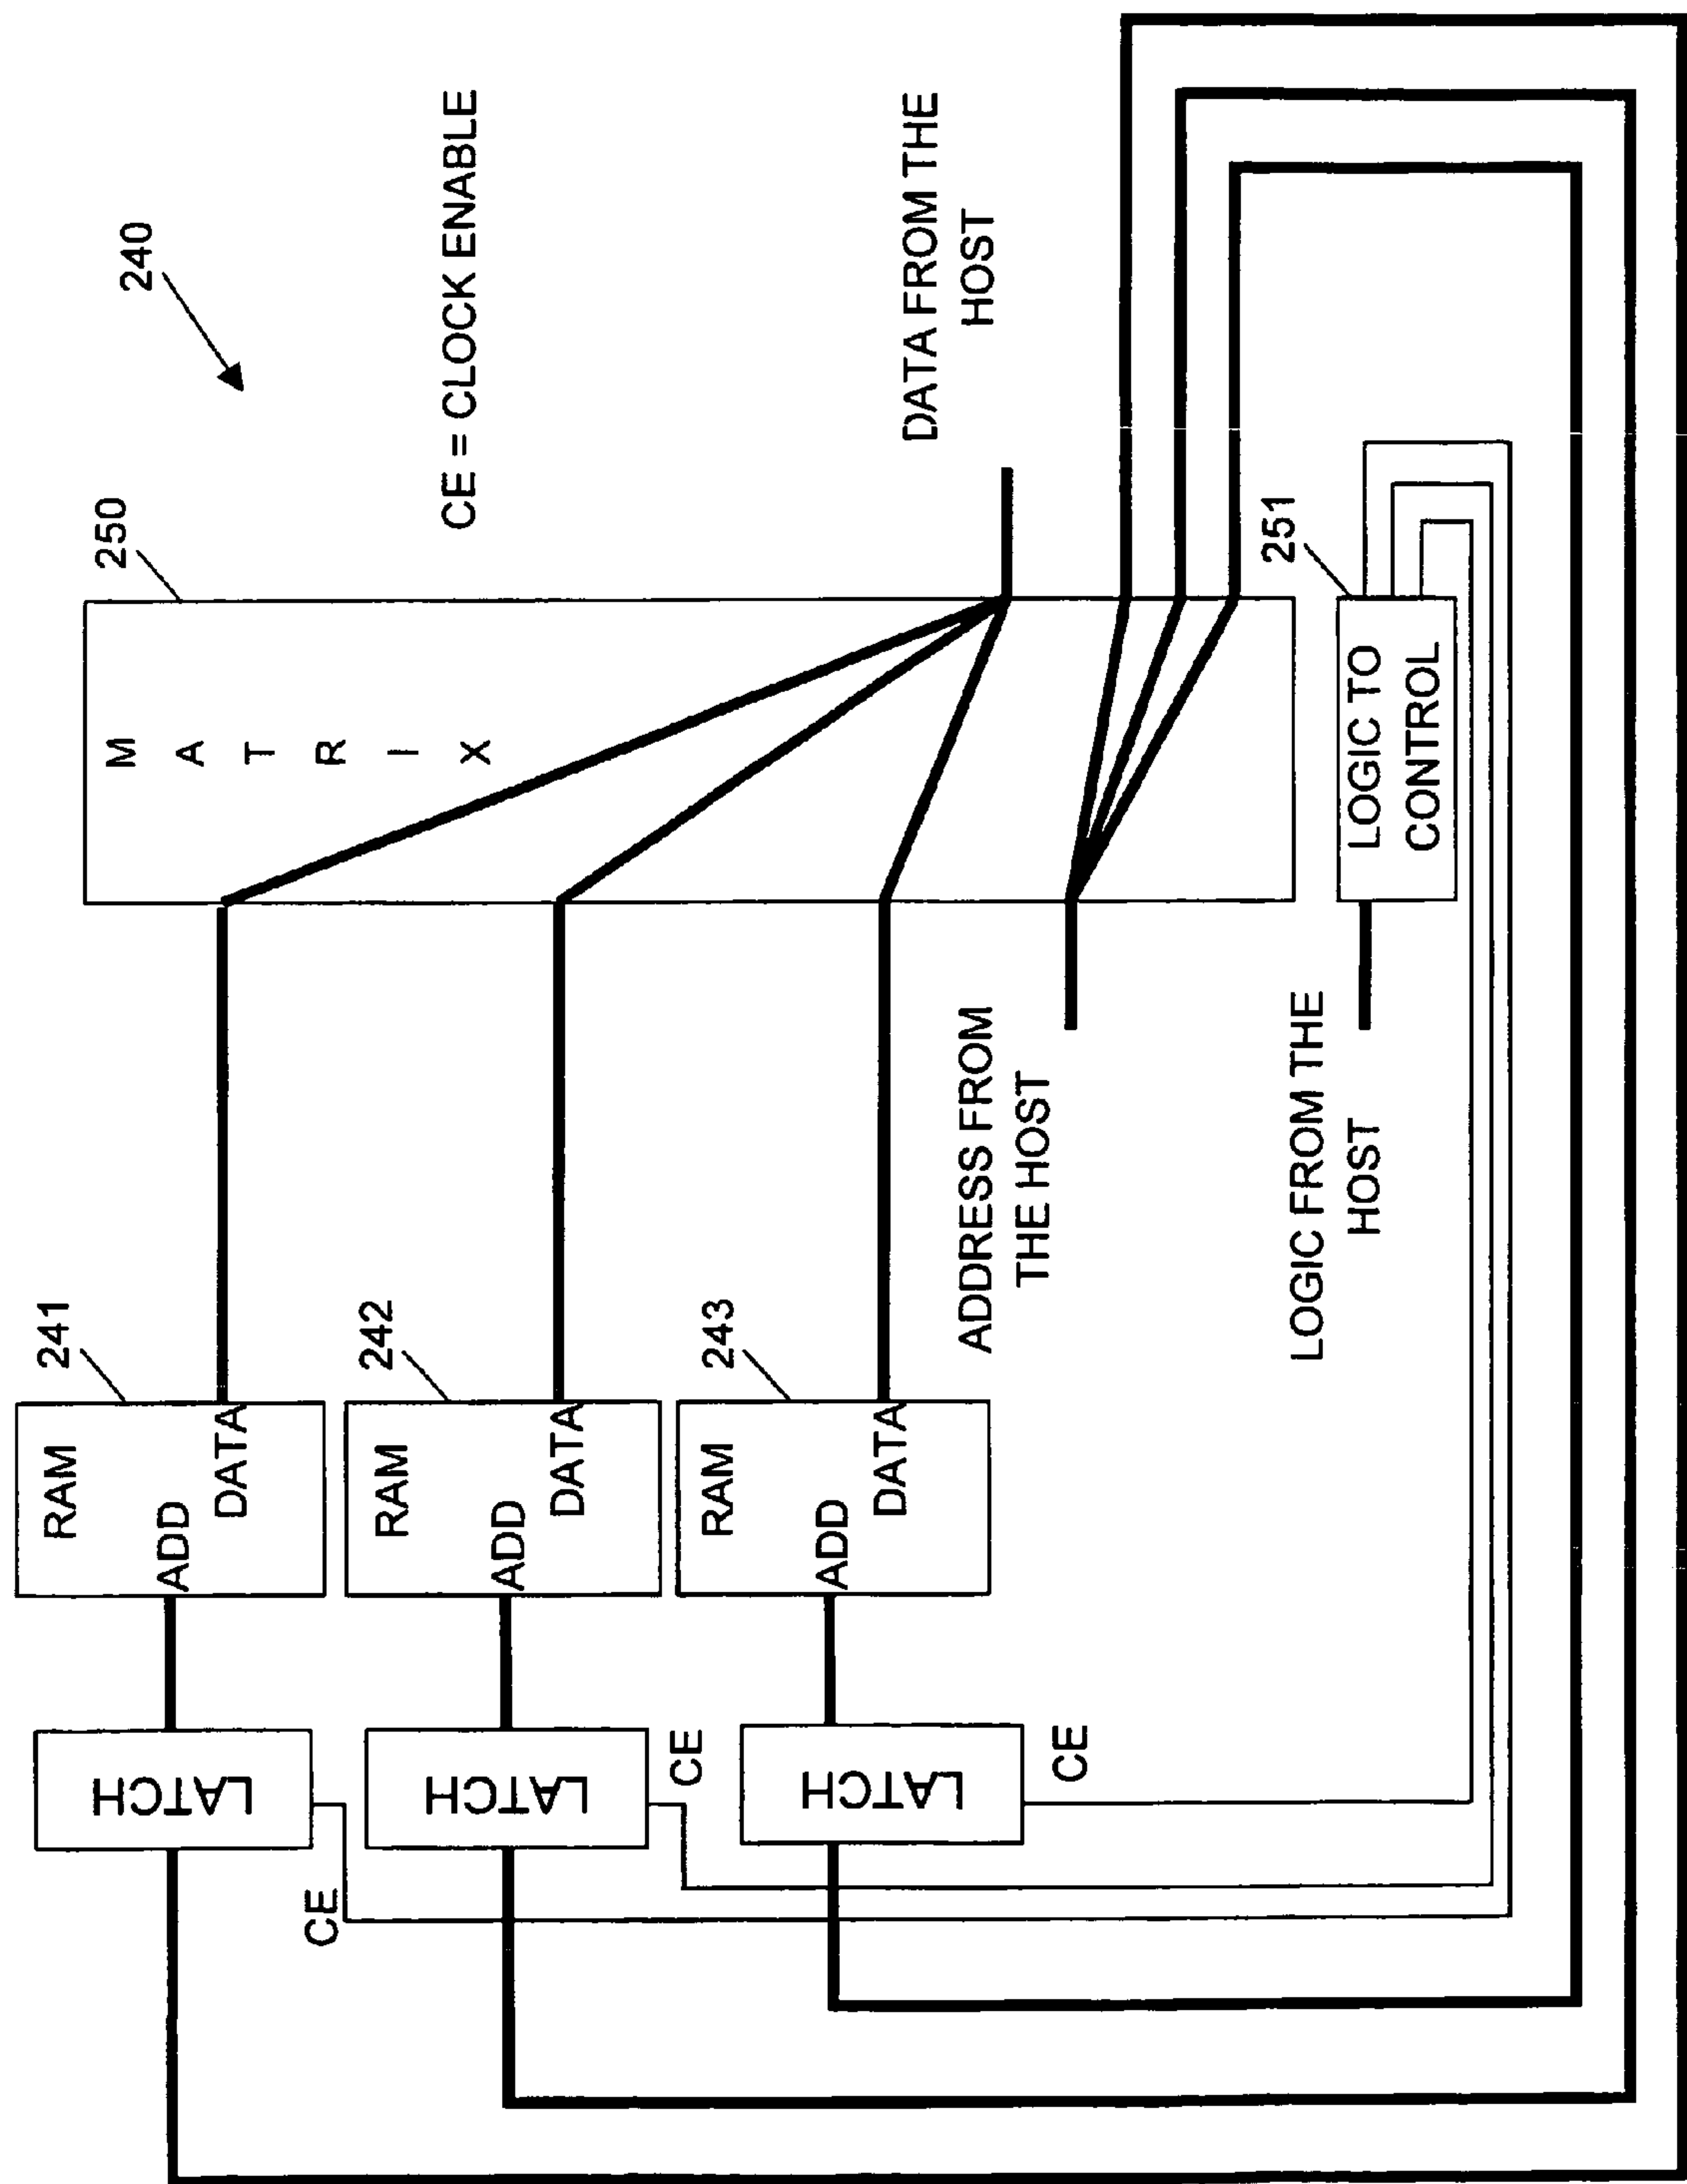 240
CE = CLOCK ENABLE
250
M
A
T
R
I
X
DATA FROM THE
HOST
251
LOGIC TO
CONTROL
241
RAM
ADD
DATA
242
RAM
ADD
DATA
243
RAM
ADD
DATA
ADDRESS FROM
THE HOST
LOGIC FROM THE
HOST
LATCH
CE
LATCH
CE
LATCH
CE